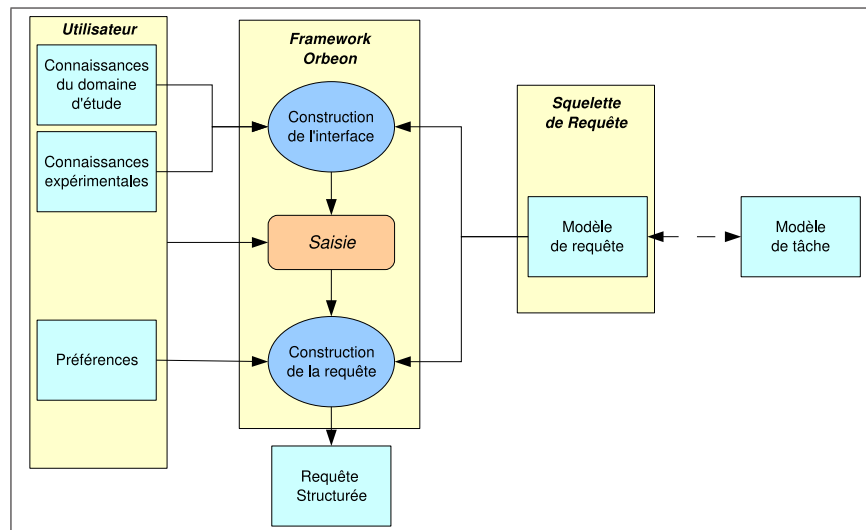 Utilisateur
Connaissances
du domaine
d'étude
Connaissances
expérimentales
Préférences
Framework
Orbeon
Construction
de l'interface
Saisie
Construction
de la requête
Requête
Structurée
Squelette
de Requête
Modèle
de requête
Modèle
de tâche